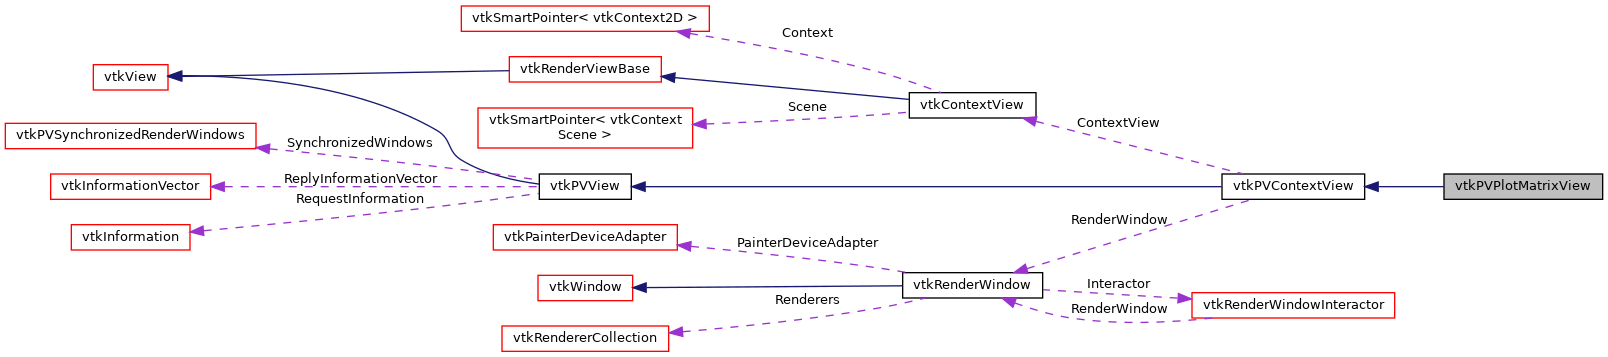 vtkSmartPointer< vtkContext2D >
Context
vtkView
vtkRenderViewBase
vtkContextView
vtkSmartPointer< vtkContext
Scene >
Scene
ContextView
vtkPVSynchronizedRenderWindows
SynchronizedWindows
vtkInformationVector
ReplyInformationVector
vtkPVView
vtkPVContextView
vtkPVPlotMatrixView
RequestInformation
vtkInformation
RenderWindow
vtkPainterDeviceAdapter
PainterDeviceAdapter
vtkWindow
vtkRenderWindow
Interactor
vtkRenderWindowInteractor
Renderers
RenderWindow
vtkRendererCollection